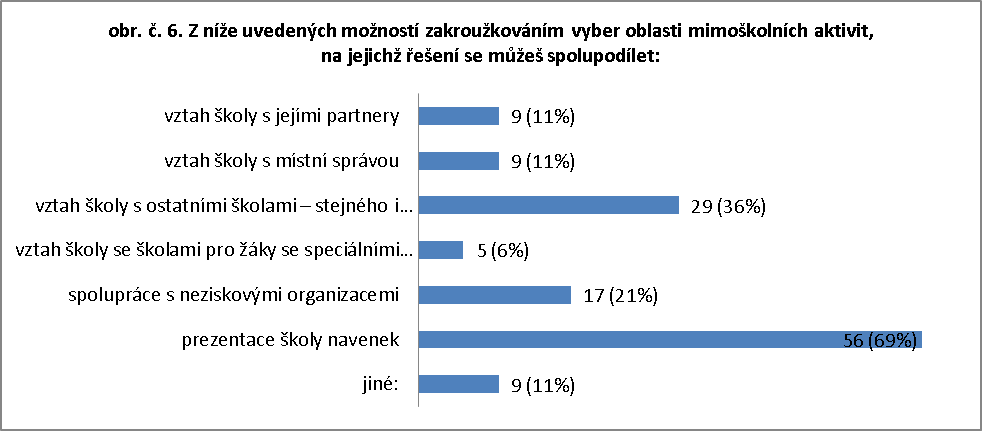 obr. č. 6. Z níže uvedených možností zakroužkováním vyber oblasti mimoškolních aktivit,
na jejichž řešení se můžeš spolupodílet:
vztah školy s jejími partnery 9 (11%)
vztah školy s místní správou 9 (11%)
vztah školy s ostatními školami – stejného i... 29 (36%)
vztah školy se školami pro žáky se speciálními... 5 (6%)
spolupráce s neziskovými organizacemi 17 (21%)
prezentace školy navenek 56 (69%)
jiné: 9 (11%)